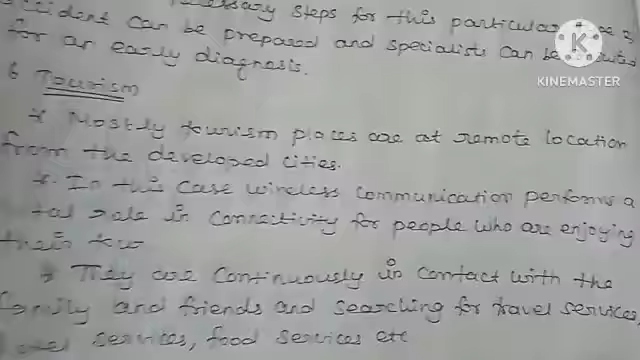 necessary steps for this particular
accident can be prepared and specialists can be
for an early diagnosis.
6 Tourism
* Mostly tourism places are at remote location
from the developed cities.
* In this case wireless communication performs a
role in connectivity for people who are enjoying
their
* They are continuously in contact with the
family and friends and searching for travel services,
services, food services etc
KINEMASTER